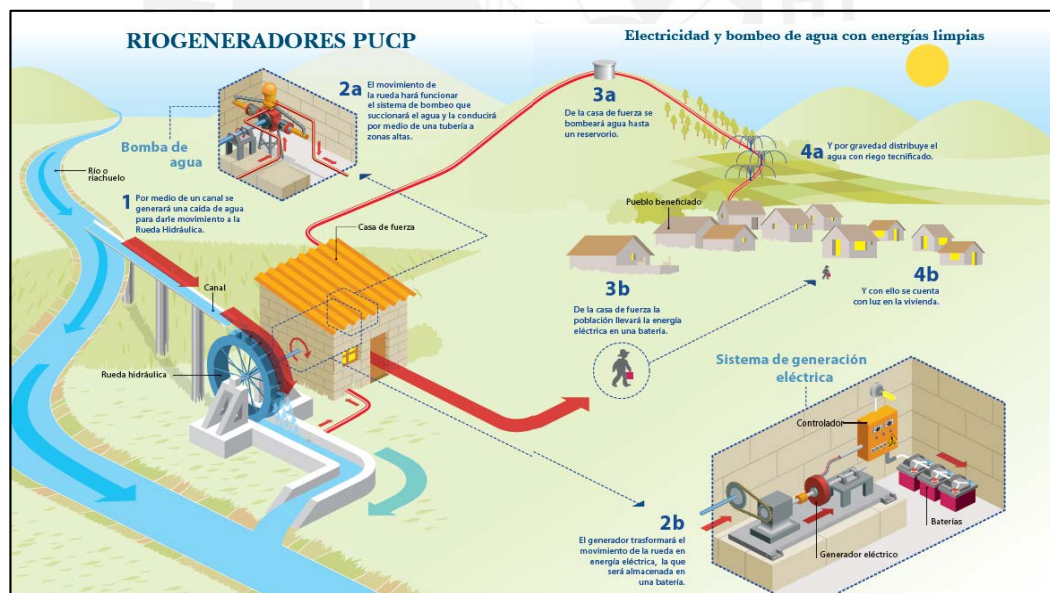 RIOGENERADORES PUCP
Electricidad y bombeo de agua con energías limpias
2a
El movimiento de
la rueda hará funcionar
el sistema de bombeo que
succionará el agua y la conducirá
por medio de una tubería a
zonas altas.
Bomba de
agua
Río o
riachuelo
1
Por medio de un canal se
generará una caída de agua
para darle movimiento a la
Rueda Hidráulica.
Casa de fuerza
Canal
Rueda hidráulica
3a
De la casa de fuerza se
bombeará agua hasta
un reservorio.
4a
Y por gravedad distribuye el
agua con riego tecnificado.
Pueblo beneficiado
3b
De la casa de fuerza la
población llevará la energía
eléctrica en una batería.
4b
Y con ello se cuenta
con luz en la vivienda.
Sistema de generación
eléctrica
Controlador
Baterías
Generador eléctrico
2b
El generador trasformará el
movimiento de la rueda en
energía eléctrica, la que
será almacenada en
una batería.